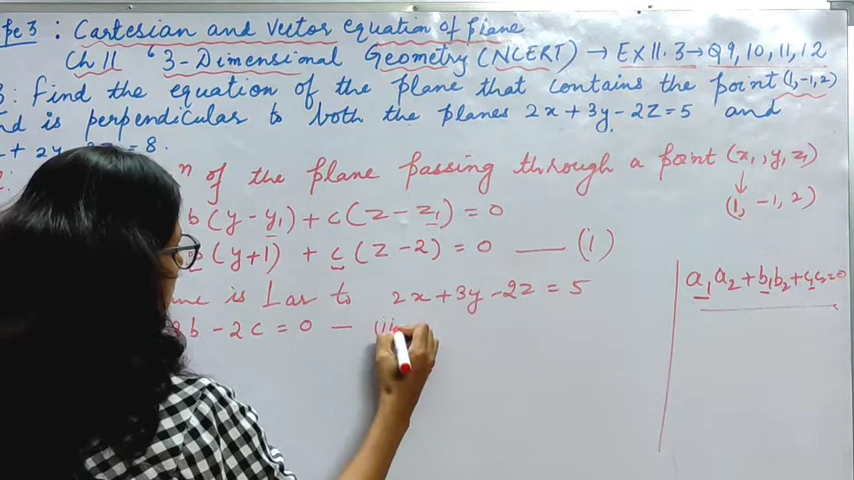 pe 3 : Cartesian and Vector equation of plane
Ch 11 " 3-Dimensional Geometry (NCERT) → EX 11.3 → Q 9, 10, 11, 12
3: Find the equation of the plane that contains the point (1,-1,2)
nd is perpendicular to both the planes 2x+3y-2z=5 and
+ 2y = 8.
n of the plane passing through a point (x₁, y₁, z₁)
b(y-y₁) + c(z-z₁) = 0
(1, -1, 2)
b(y+1) + c(z-2) = 0 — (i)
a₁a₂+b₁b₂+c₁c₂=0
ne is ⊥ar to 2x+3y-2z = 5
3b - 2c = 0 — (ii